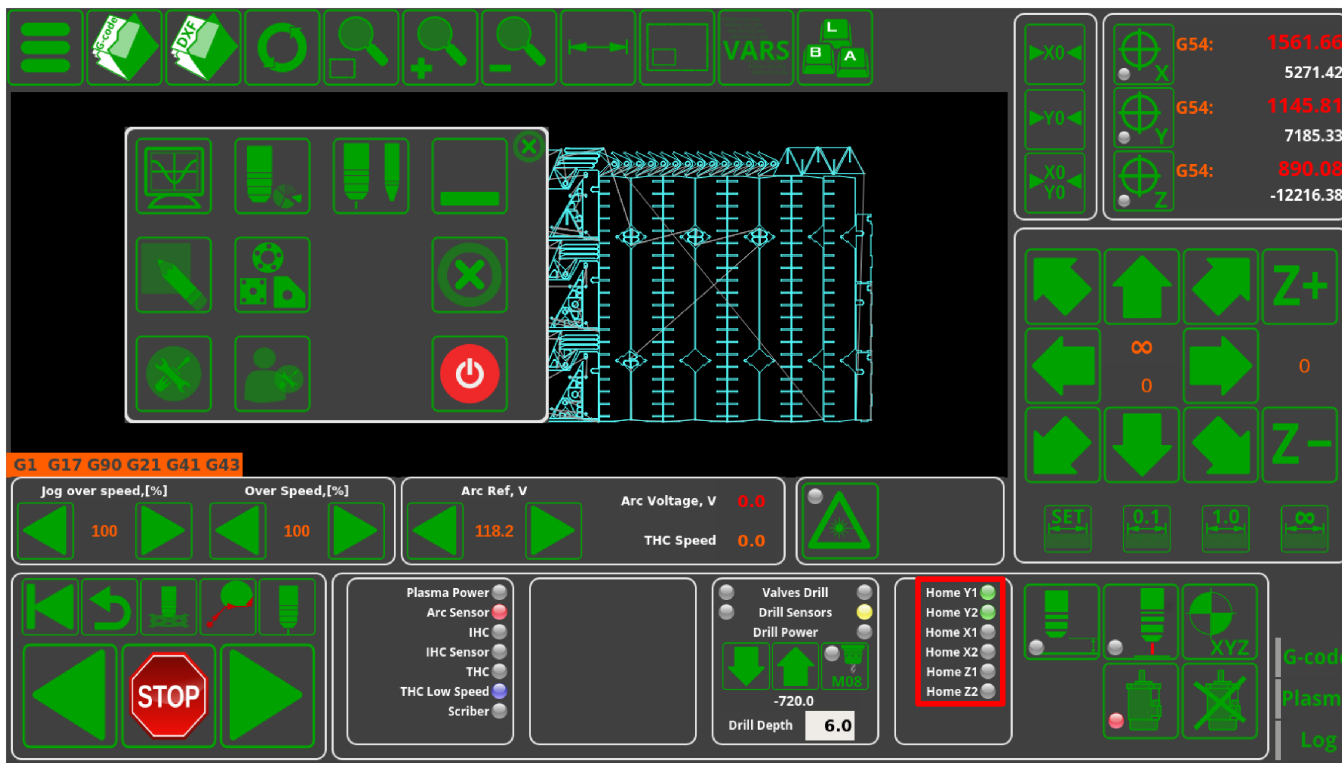 G-code
DXF
VARS
L
B A
►X0◄
►Y0◄
►X0
Y0◄
X
G54: 1561.66
5271.42
Y
G54: 1145.81
7185.33
Z
G54: 890.08
-12216.38
Z+
∞
0
0
Z-
SET 0.1 1.0 ∞
G1 G17 G90 G21 G41 G43
Jog over speed,[%] Over Speed,[%]
100 100
Arc Ref, V
118.2
Arc Voltage, V 0.0
THC Speed 0.0
STOP
Plasma Power
Arc Sensor
IHC
IHC Sensor
THC
THC Low Speed
Scriber
Valves Drill
Drill Sensors
Drill Power
M08
-720.0
Drill Depth 6.0
Home Y1
Home Y2
Home X1
Home X2
Home Z1
Home Z2
XYZ
G-cod
Plasm
Log